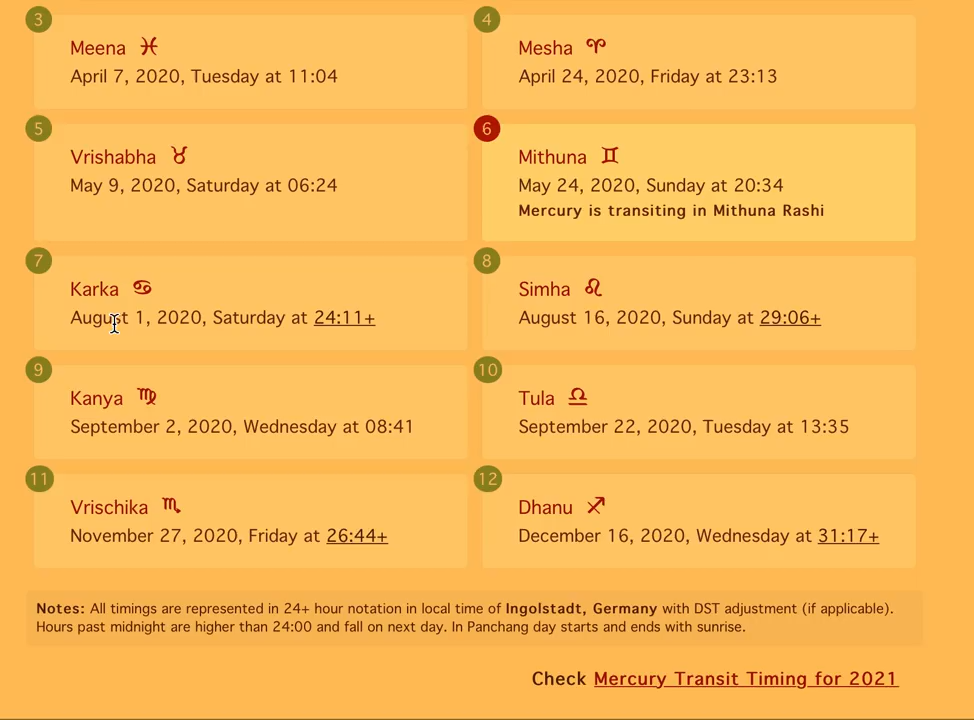 3
Meena ♓
April 7, 2020, Tuesday at 11:04
4
Mesha ♈
April 24, 2020, Friday at 23:13
5
Vrishabha ♉
May 9, 2020, Saturday at 06:24
6
Mithuna ♊
May 24, 2020, Sunday at 20:34
Mercury is transiting in Mithuna Rashi
7
Karka ♋
August 1, 2020, Saturday at 24:11+
8
Simha ♌
August 16, 2020, Sunday at 29:06+
9
Kanya ♍
September 2, 2020, Wednesday at 08:41
10
Tula ♎
September 22, 2020, Tuesday at 13:35
11
Vrischika ♏
November 27, 2020, Friday at 26:44+
12
Dhanu ♐
December 16, 2020, Wednesday at 31:17+
Notes: All timings are represented in 24+ hour notation in local time of Ingolstadt, Germany with DST adjustment (if applicable).
Hours past midnight are higher than 24:00 and fall on next day. In Panchang day starts and ends with sunrise.
Check Mercury Transit Timing for 2021